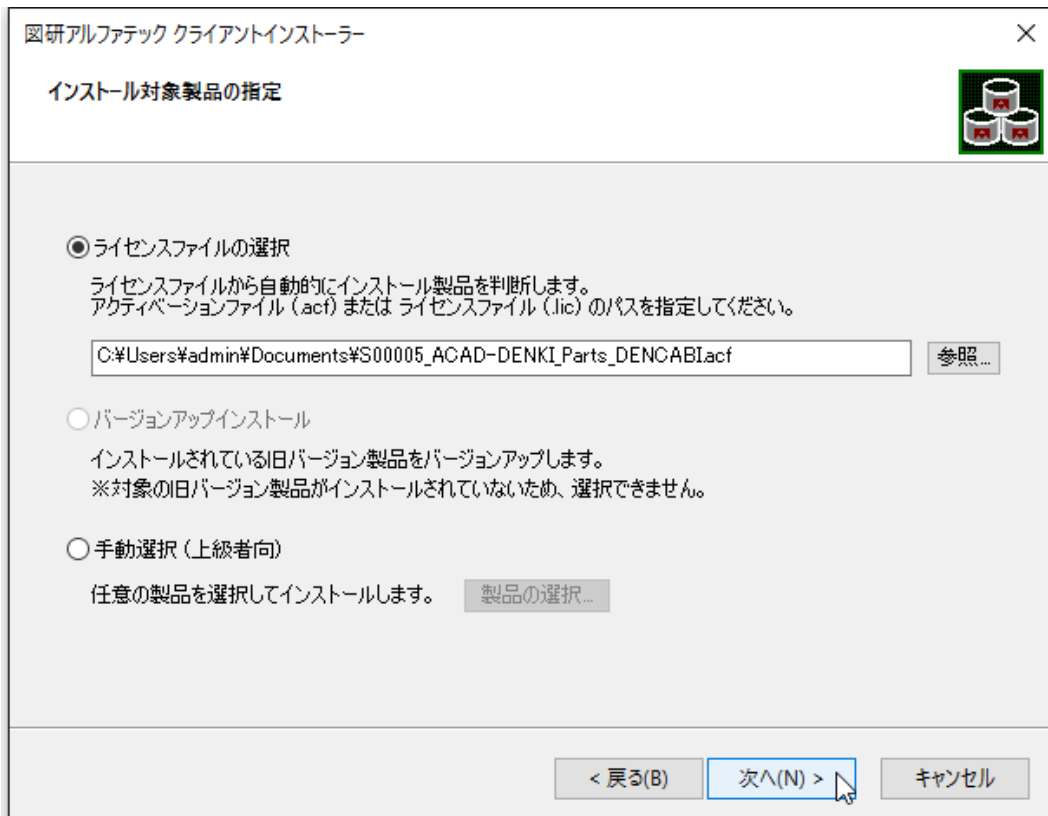 図研アルファテック クライアントインストーラー
インストール対象製品の指定
ライセンスファイルの選択
ライセンスファイルから自動的にインストール製品を判断します。
アクティベーションファイル (.acf) または ライセンスファイル (.lic) のパスを指定してください。
C:¥Users¥admin¥Documents¥S00005_ACAD-DENKI_Parts_DENCABI.acf
参照...
バージョンアップインストール
インストールされている旧バージョン製品をバージョンアップします。
※対象の旧バージョン製品がインストールされていないため、選択できません。
手動選択 (上級者向)
任意の製品を選択してインストールします。
製品の選択...
< 戻る(B)
次へ(N) >
キャンセル